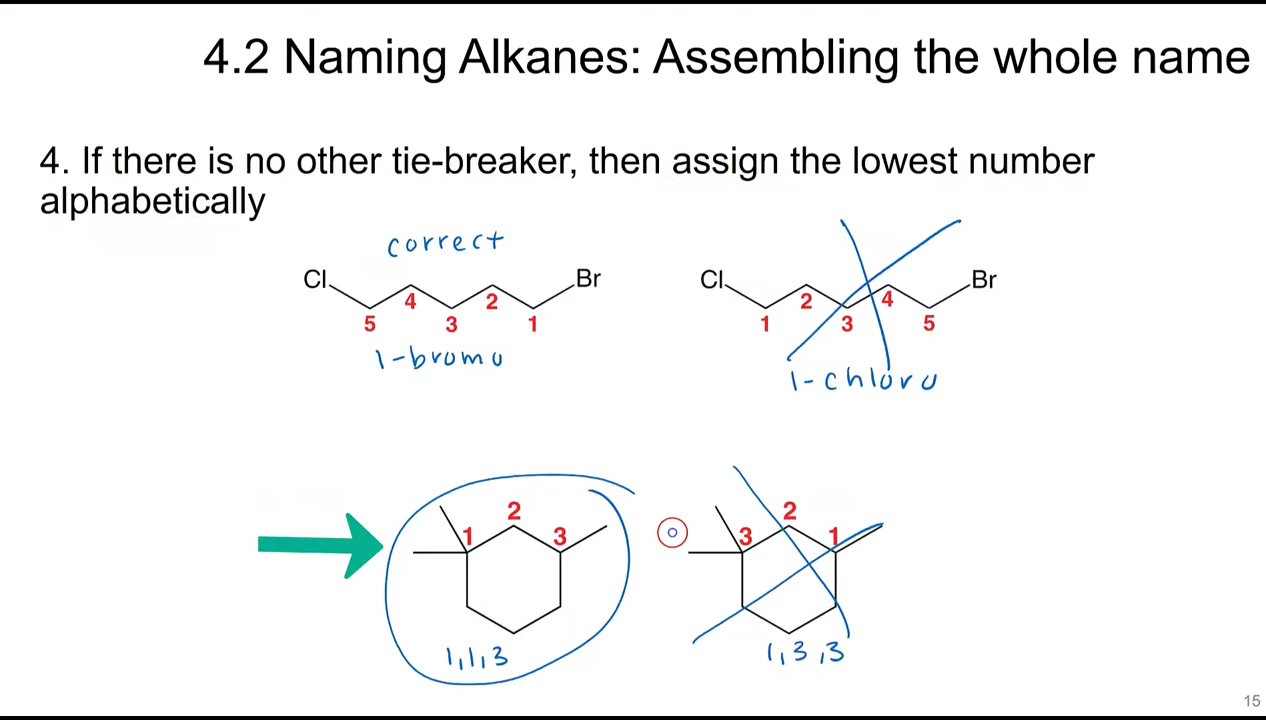 4.2 Naming Alkanes: Assembling the whole name
4. If there is no other tie-breaker, then assign the lowest number
alphabetically
correct
Cl Br
4 2
5 3 1
1-bromo
Cl Br
2 4
1 3 5
1-chloro
2
1 3
1,1,3
2
3 1
1,3,3
15